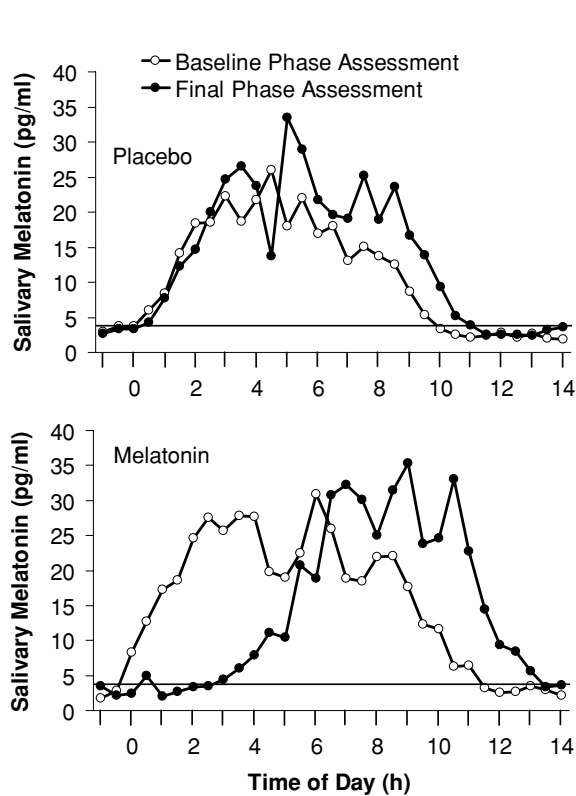 Baseline Phase Assessment
Final Phase Assessment
40
35
30
25
20
15
10
5
0
Salivary Melatonin (pg/ml)
Placebo
0 2 4 6 8 10 12 14
40
35
30
25
20
15
10
5
0
Salivary Melatonin (pg/ml)
Melatonin
0 2 4 6 8 10 12 14
Time of Day (h)